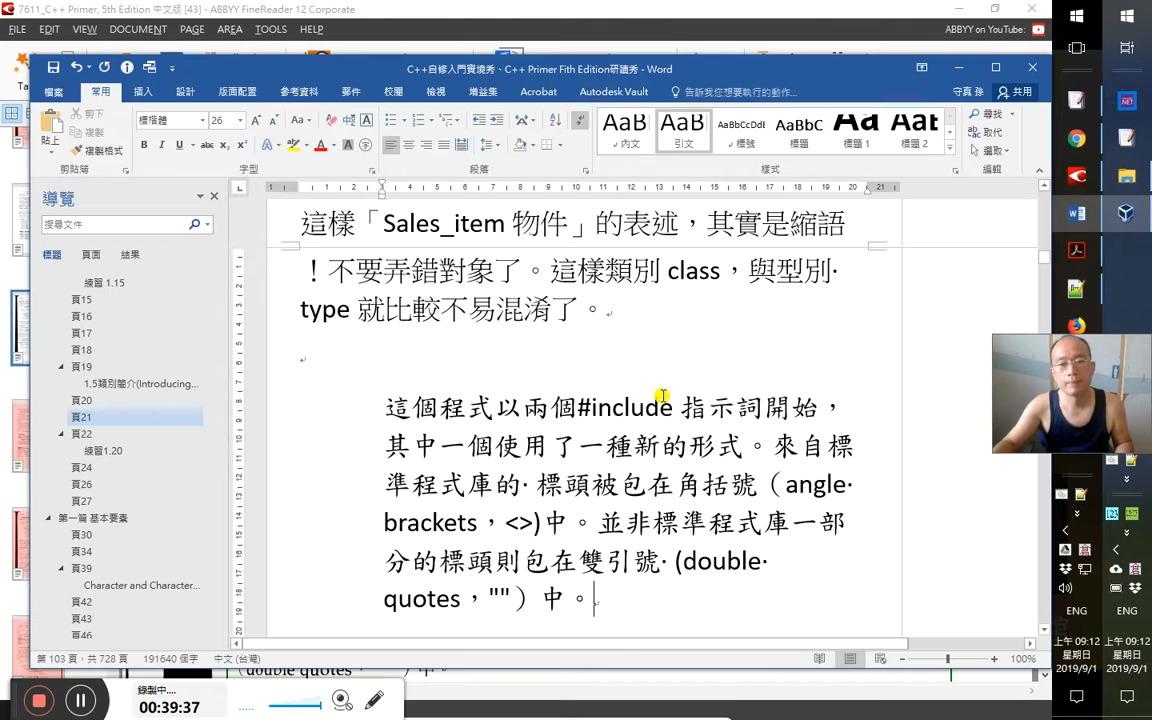 7611_C++ Primer, 5th Edition 中文版 [43] - ABBYY FineReader 12 Corporate
FILE EDIT VIEW DOCUMENT PAGE AREA TOOLS HELP
ABBYY on YouTube:
C++自修入門實境秀、C++ Primer Fith Edition研讀秀 - Word
檔案 常用 插入 設計 版面配置 參考資料 郵件 校閱 檢視 增益集 Acrobat Autodesk Vault 告訴我您想要執行的動作... 守真 孫 共用
貼上
剪下
複製
複製格式
標楷體 26
剪貼簿 字型 段落 樣式 編輯
AaBb AaBb AaBbCcDdE AaBbC Aa Aat
內文 引文 標號 標題 標題 1 標題 2
尋找
取代
選取
導覽
搜尋文件
標題 頁面 結果
練習 1.15
頁15
頁16
頁17
頁18
頁19
1.5類別簡介(Introducing...
頁20
頁21
頁22
練習1.20
頁24
頁26
頁27
第一篇 基本要素
頁30
頁34
頁39
Character and Character...
頁42
頁43
頁46
這樣「Sales_item 物件」的表述，其實是縮語
！不要弄錯對象了。這樣類別 class，與型別·
type 就比較不易混淆了。
這個程式以兩個#include 指示詞開始，
其中一個使用了一種新的形式。來自標
準程式庫的· 標頭被包在角括號（angle·
brackets，<>)中。並非標準程式庫一部
分的標頭則包在雙引號· (double·
quotes，""）中。
第 103 頁，共 728 頁 191640 個字 中文 (台灣) 100%
(double quotes
錄製中....
00:39:37
ENG ENG
上午 09:12 上午 09:12
星期日 星期日
2019/9/1 2019/9/1